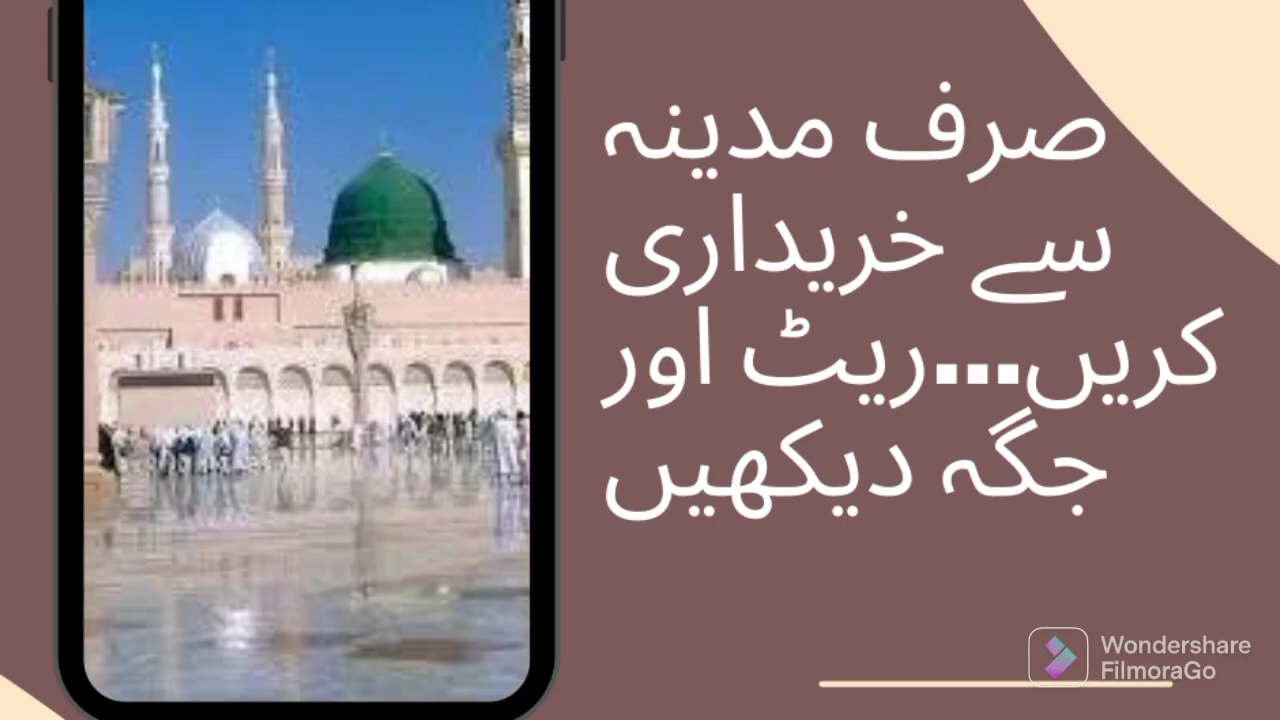 صرف مدینہ
سے خریداری
کریں...ریٹ اور
جگہ دیکھیں
Wondershare
FilmoraGo